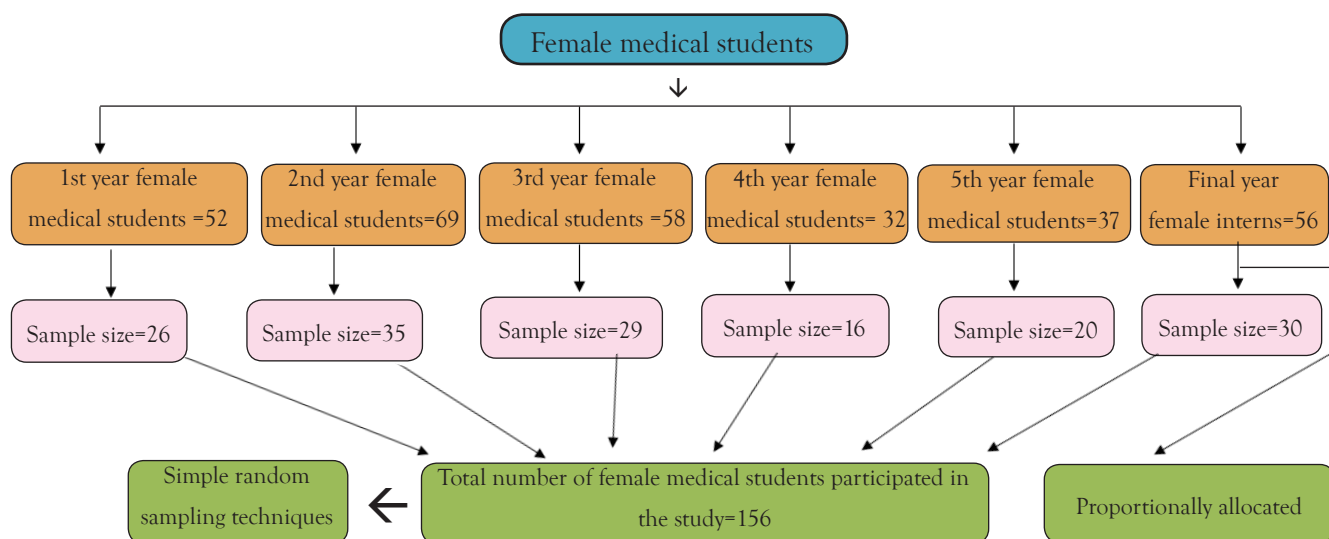 Female medical students
1st year female
medical students =52
2nd year female
medical students=69
3rd year female
medical students =58
4th year female
medical students= 32
5th year female
medical students=37
Final year
female interns=56
Sample size=26
Sample size=35
Sample size=29
Sample size=16
Sample size=20
Sample size=30
Simple random
sampling techniques
Total number of female medical students participated in
the study=156
Proportionally allocated